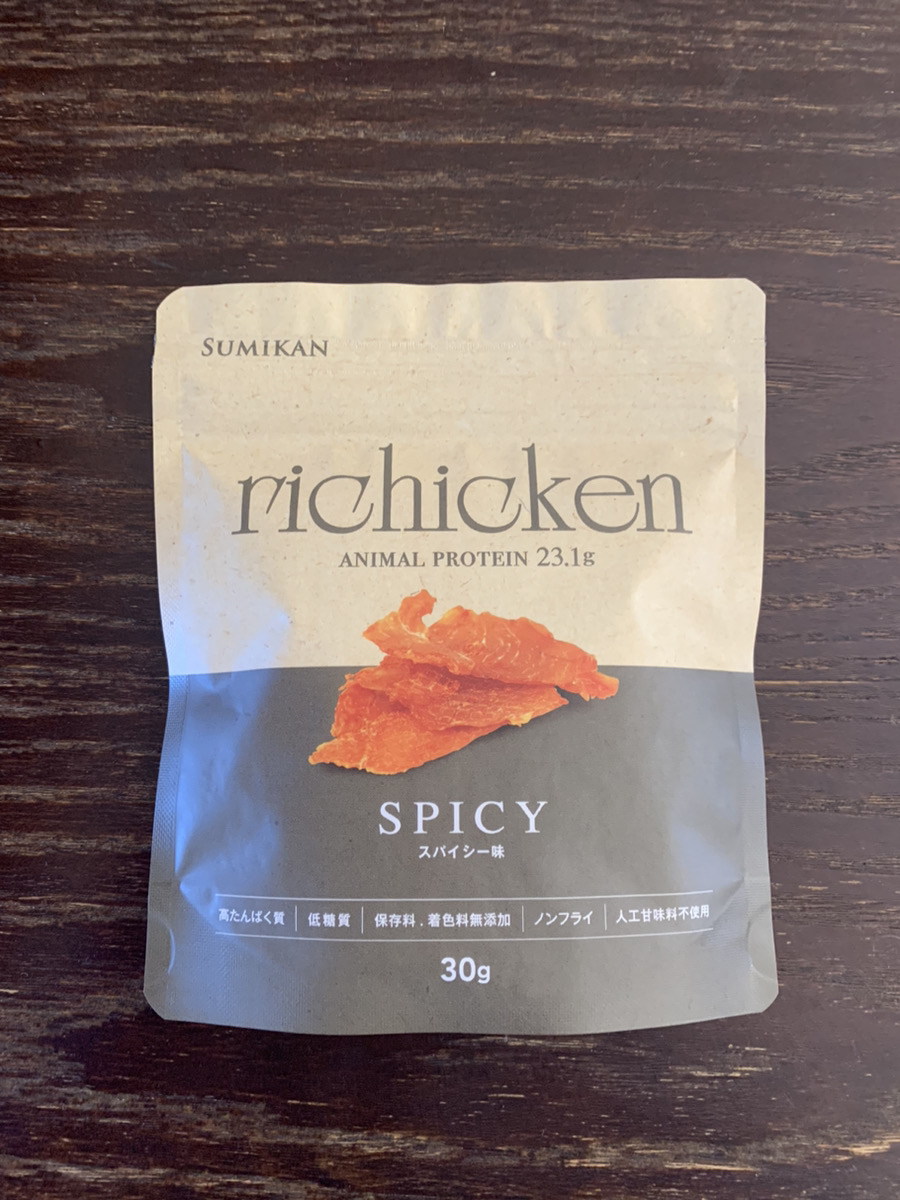 SUMIKAN
richicken
ANIMAL PROTEIN 23.1g
SPICY
スパイシー味
高たんぱく質 低糖質 保存料．着色料無添加 ノンフライ 人工甘味料不使用
30g